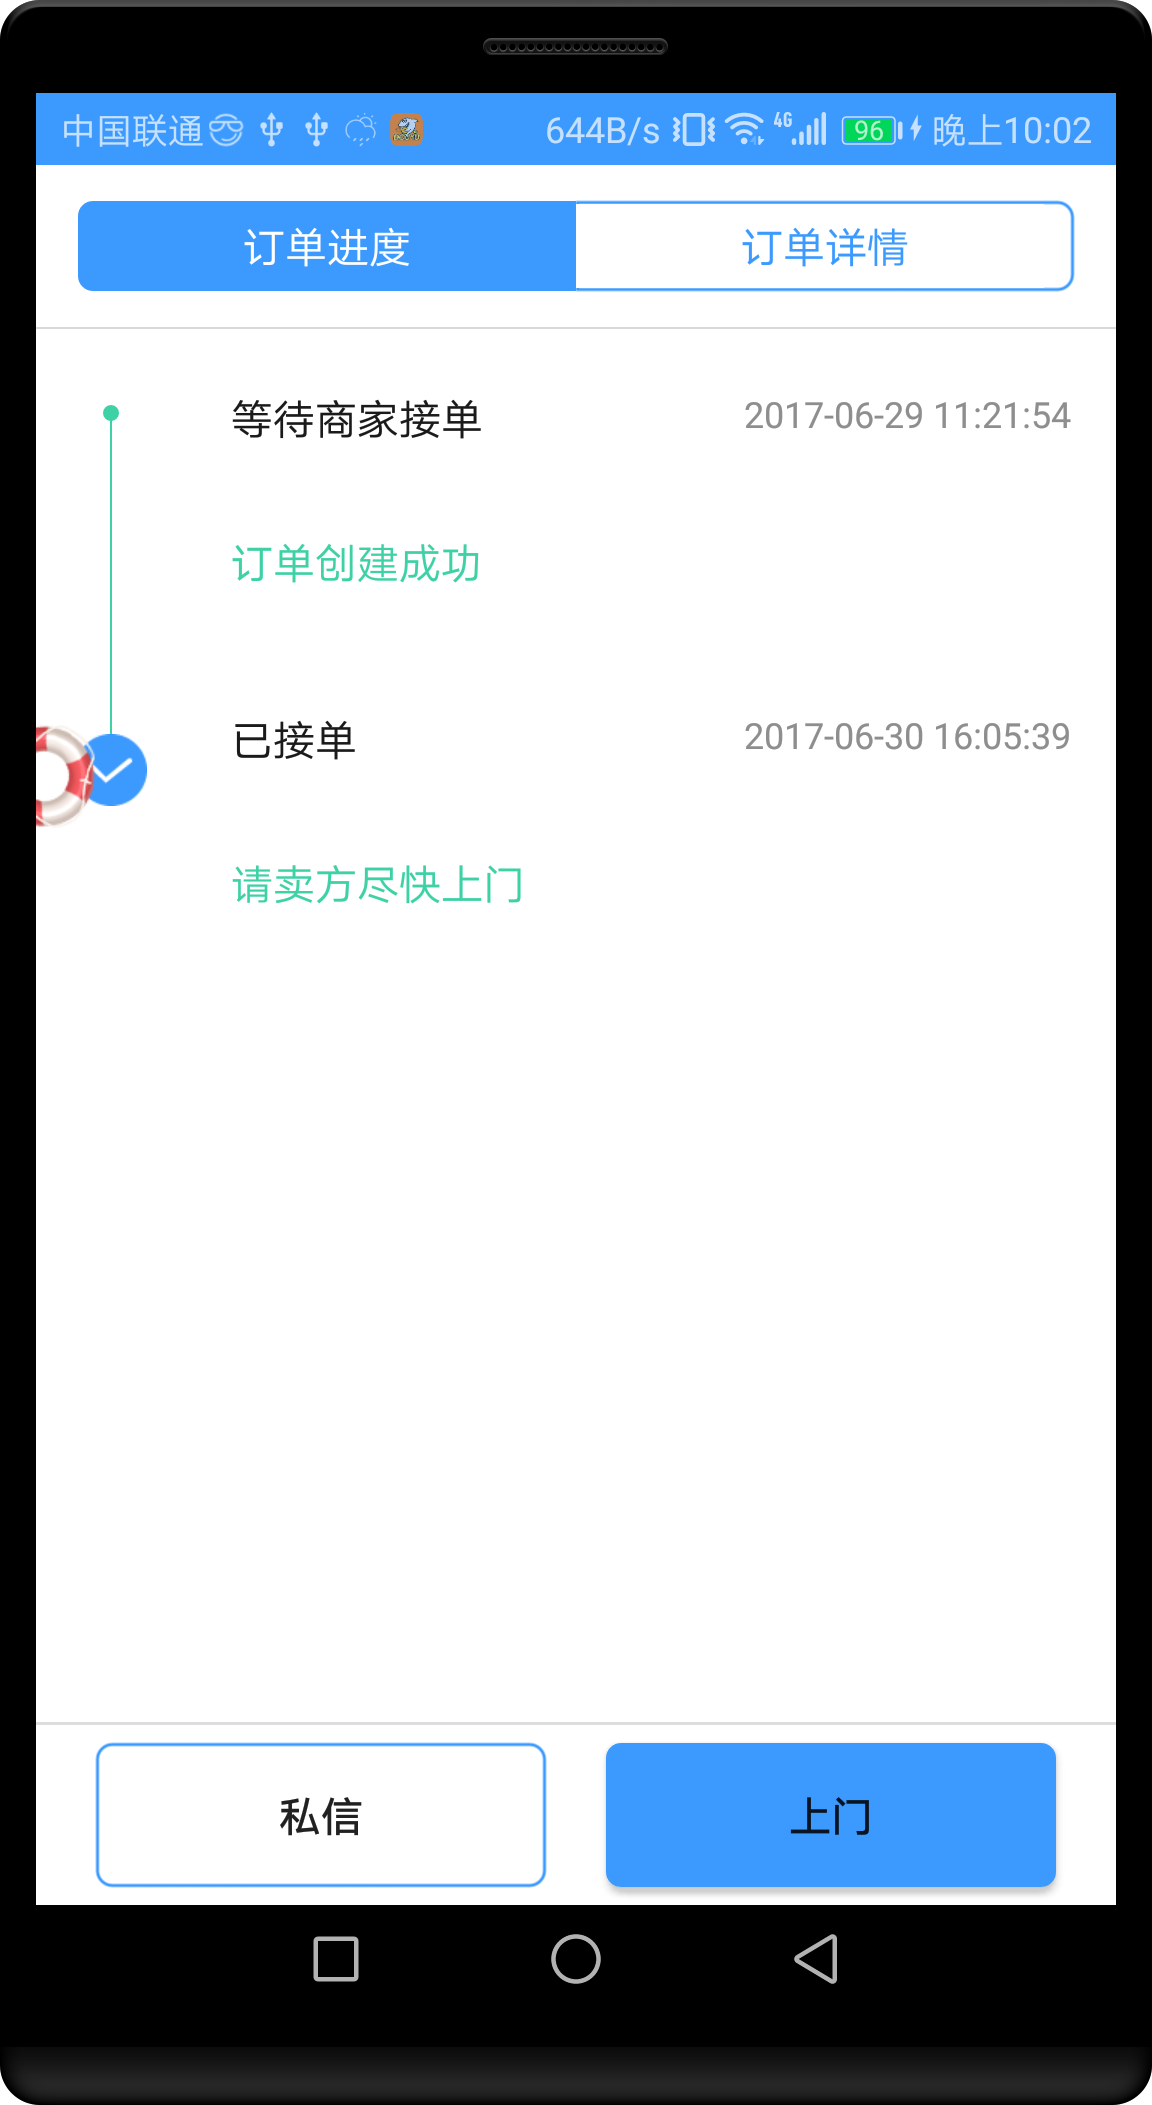 中国联通 644B/s 4G 96 晚上10:02
订单进度 订单详情
等待商家接单 2017-06-29 11:21:54
订单创建成功
已接单 2017-06-30 16:05:39
请卖方尽快上门
私信 上门